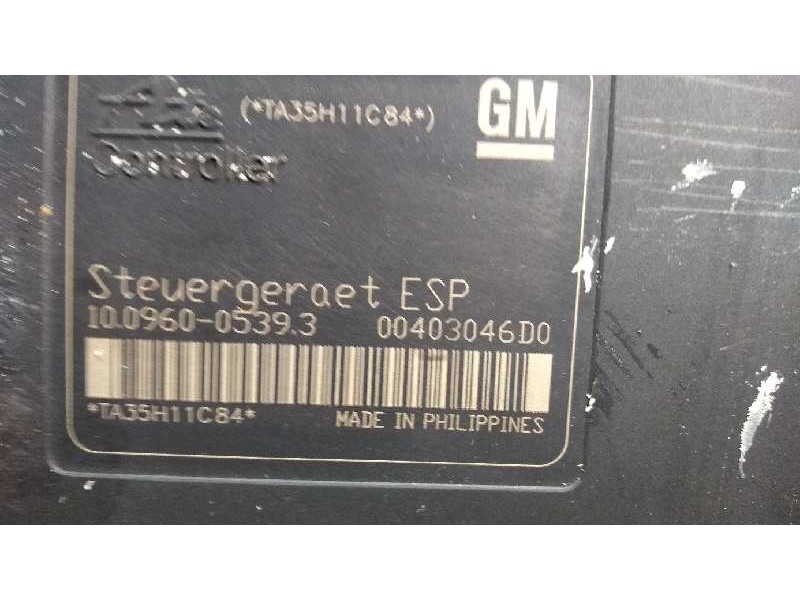 (*TA35H11C84*)
GM
Controller
Steuergeraet ESP
10.0960-0539.3 00403046D0
*TA35H11C84*
MADE IN PHILIPPINES